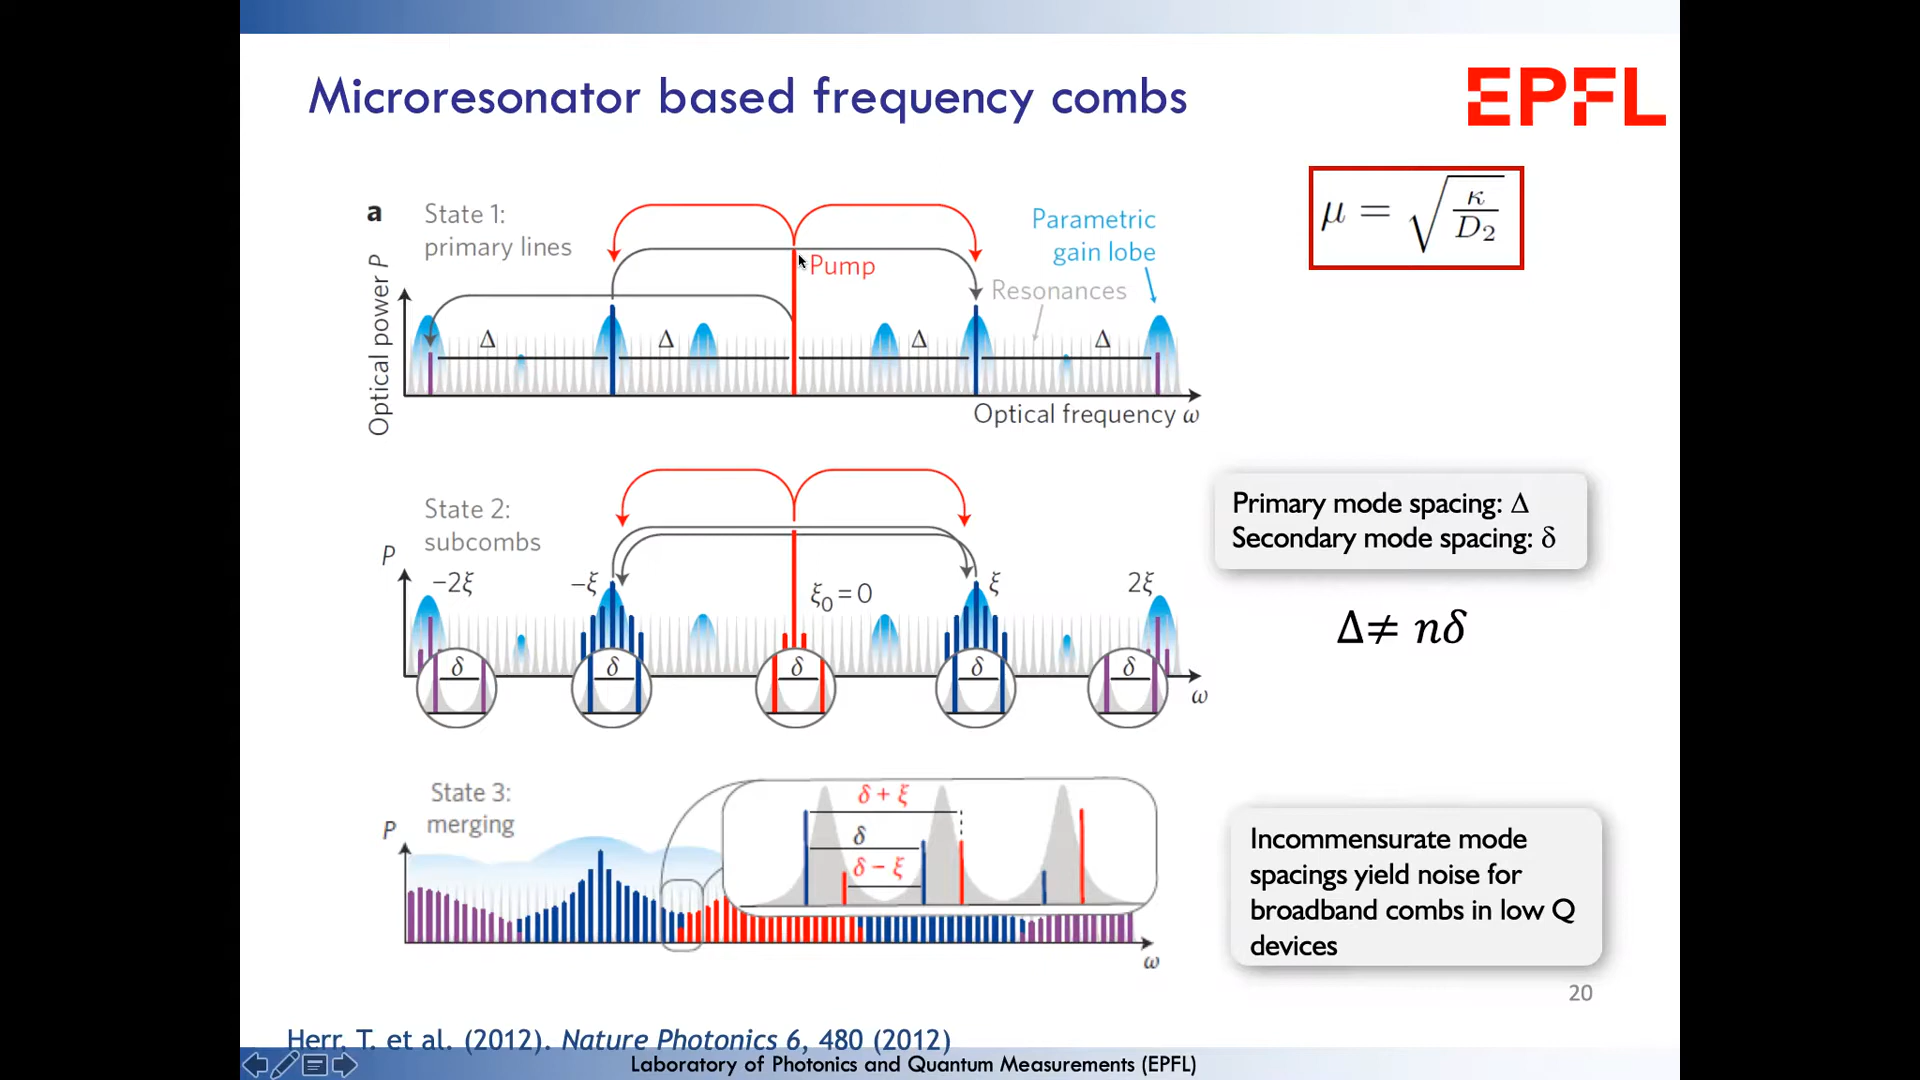 Microresonator based frequency combs
EPFL
μ = √(κ/D₂)
a
State 1:
primary lines
Parametric
gain lobe
Pump
Resonances
Optical power P
Δ
Δ
Δ
Δ
Optical frequency ω
State 2:
subcombs
P
−2ξ
−ξ
ξ₀ = 0
ξ
2ξ
δ
δ
δ
δ
δ
ω
Primary mode spacing: Δ
Secondary mode spacing: δ
Δ≠ nδ
State 3:
merging
P
δ + ξ
δ
δ − ξ
ω
Incommensurate mode
spacings yield noise for
broadband combs in low Q
devices
20
Herr, T. et al. (2012). Nature Photonics 6, 480 (2012)
Laboratory of Photonics and Quantum Measurements (EPFL)